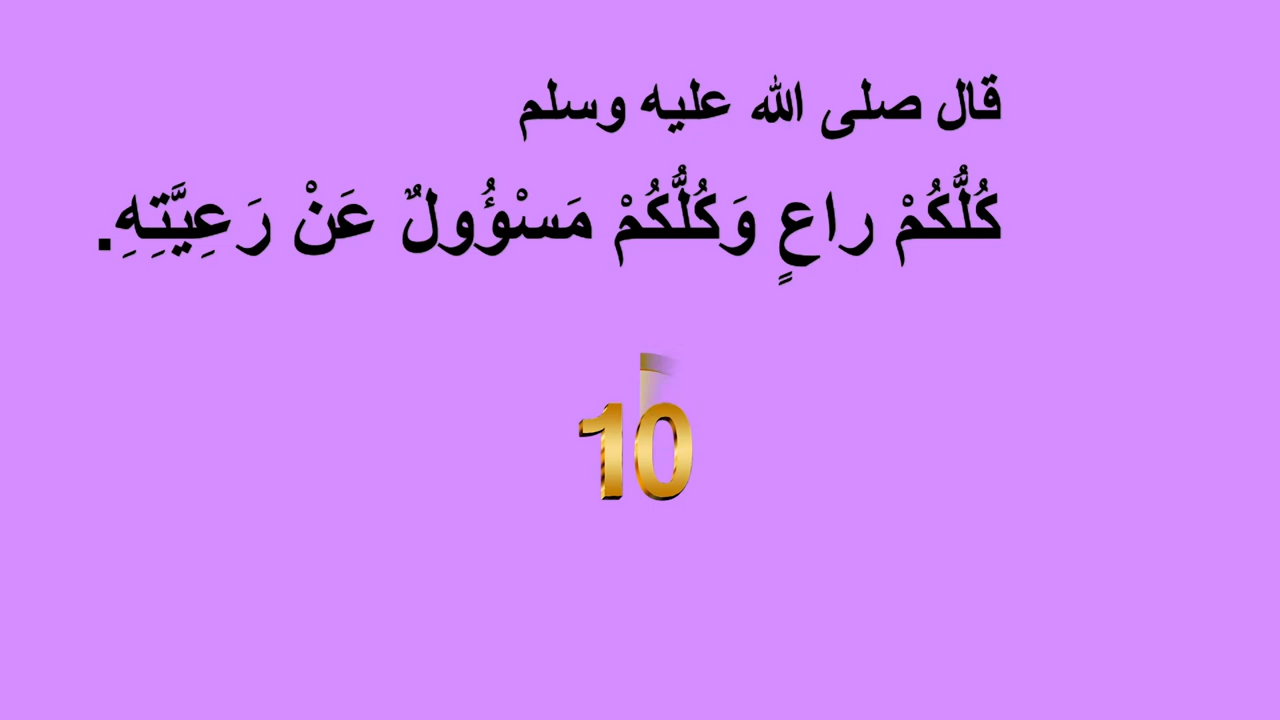 قال صلى الله عليه وسلم
كُلُّكُمْ راعٍ وَكُلُّكُمْ مَسْؤُولٌ عَنْ رَعِيَّتِهِ.
10